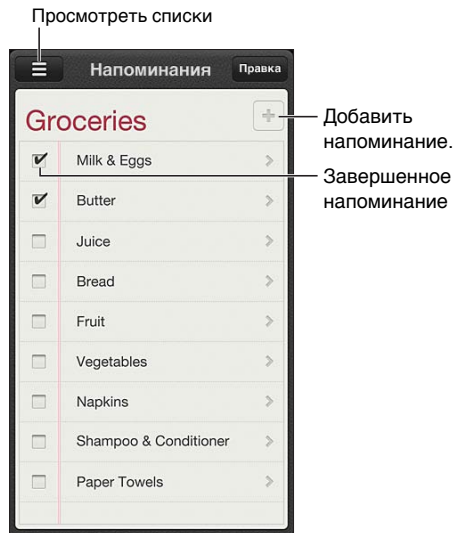 Просмотреть списки
Напоминания
Правка
Groceries
Добавить
напоминание.
Milk & Eggs
Завершенное
напоминание
Butter
Juice
Bread
Fruit
Vegetables
Napkins
Shampoo & Conditioner
Paper Towels